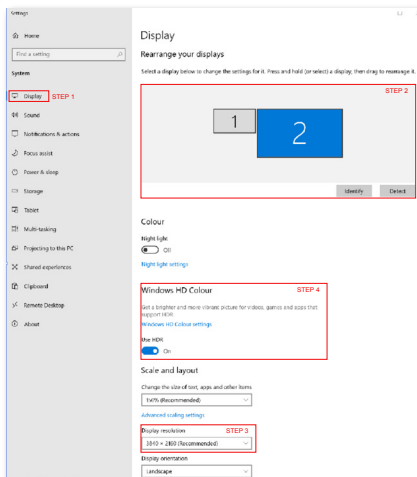 Settings
Home
Find a setting
System
Display STEP 1
Sound
Notifications & actions
Focus assist
Power & sleep
Storage
Tablet
Multi-tasking
Projecting to this PC
Shared experiences
Clipboard
Remote Desktop
About
Display
Rearrange your displays
Select a display below to change the settings for it. Press and hold (or select) a display, then drag to rearrange it.
STEP 2
1 2
Identify Detect
Colour
Night light
Off
Night light settings
Windows HD Colour STEP 4
Get a brighter and more vibrant picture for videos, games and apps that
support HDR.
Windows HD Colour settings
Use HDR
On
Scale and layout
Change the size of text, apps and other items
150% (Recommended)
Advanced scaling settings
Display resolution STEP 3
3840 × 2160 (Recommended)
Display orientation
Landscape